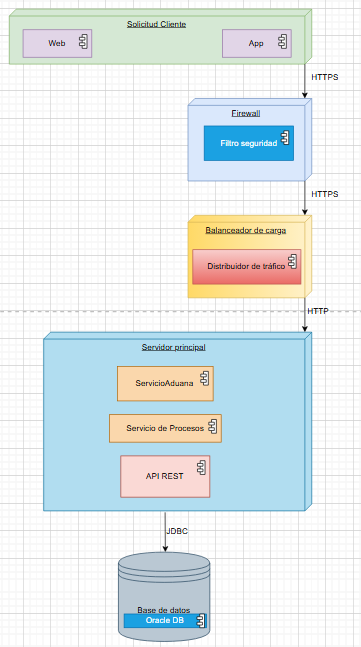 Solicitud Cliente
Web
App
HTTPS
Firewall
Filtro seguridad
HTTPS
Balanceador de carga
Distribuidor de tráfico
HTTP
Servidor principal
ServicioAduana
Servicio de Procesos
API REST
JDBC
Base de datos
Oracle DB